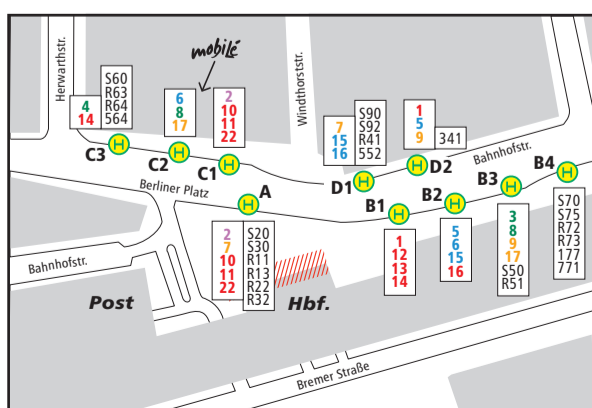 Herwarthstr.
mobilé
Windthorststr.
4
14
S60
R63
R64
564
6
8
17
2
10
11
22
7
15
16
S90
S92
R41
552
1
5
9
341
Bahnhofstr.
C3
C2
C1
D1
D2
B4
B3
B2
B1
A
H
H
H
H
H
H
H
H
H
H
Berliner Platz
2
7
10
11
22
S20
S30
R11
R13
R22
R32
1
12
13
14
5
6
15
16
3
8
9
17
S50
R51
S70
S75
R72
R73
177
771
Bahnhofstr.
Post
Hbf.
Bremer Straße